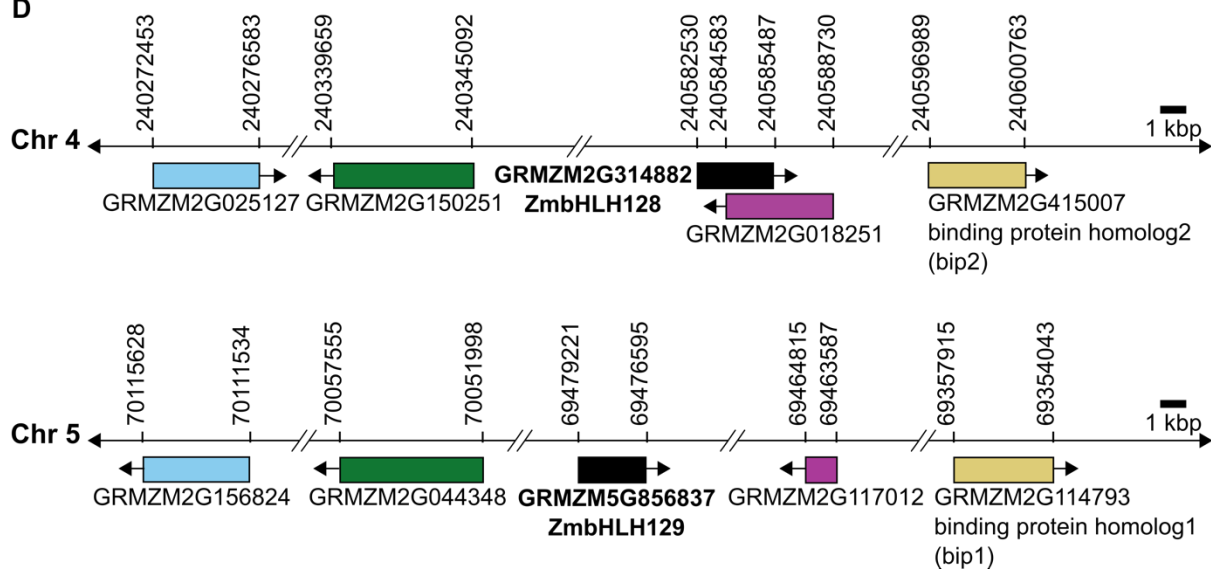 D
240272453 240276583 240339659 240345092 240582530 240584583 240585487 240588730 240596989 240600763
1 kbp
Chr 4
GRMZM2G025127 GRMZM2G150251 GRMZM2G314882
ZmbHLH128
GRMZM2G018251
GRMZM2G415007
binding protein homolog2
(bip2)
70115628 70111534 70057555 70051998 69479221 69476595 69464815 69463587 69357915 69354043
1 kbp
Chr 5
GRMZM2G156824 GRMZM2G044348 GRMZM5G856837 GRMZM2G117012 GRMZM2G114793
ZmbHLH129
binding protein homolog1
(bip1)